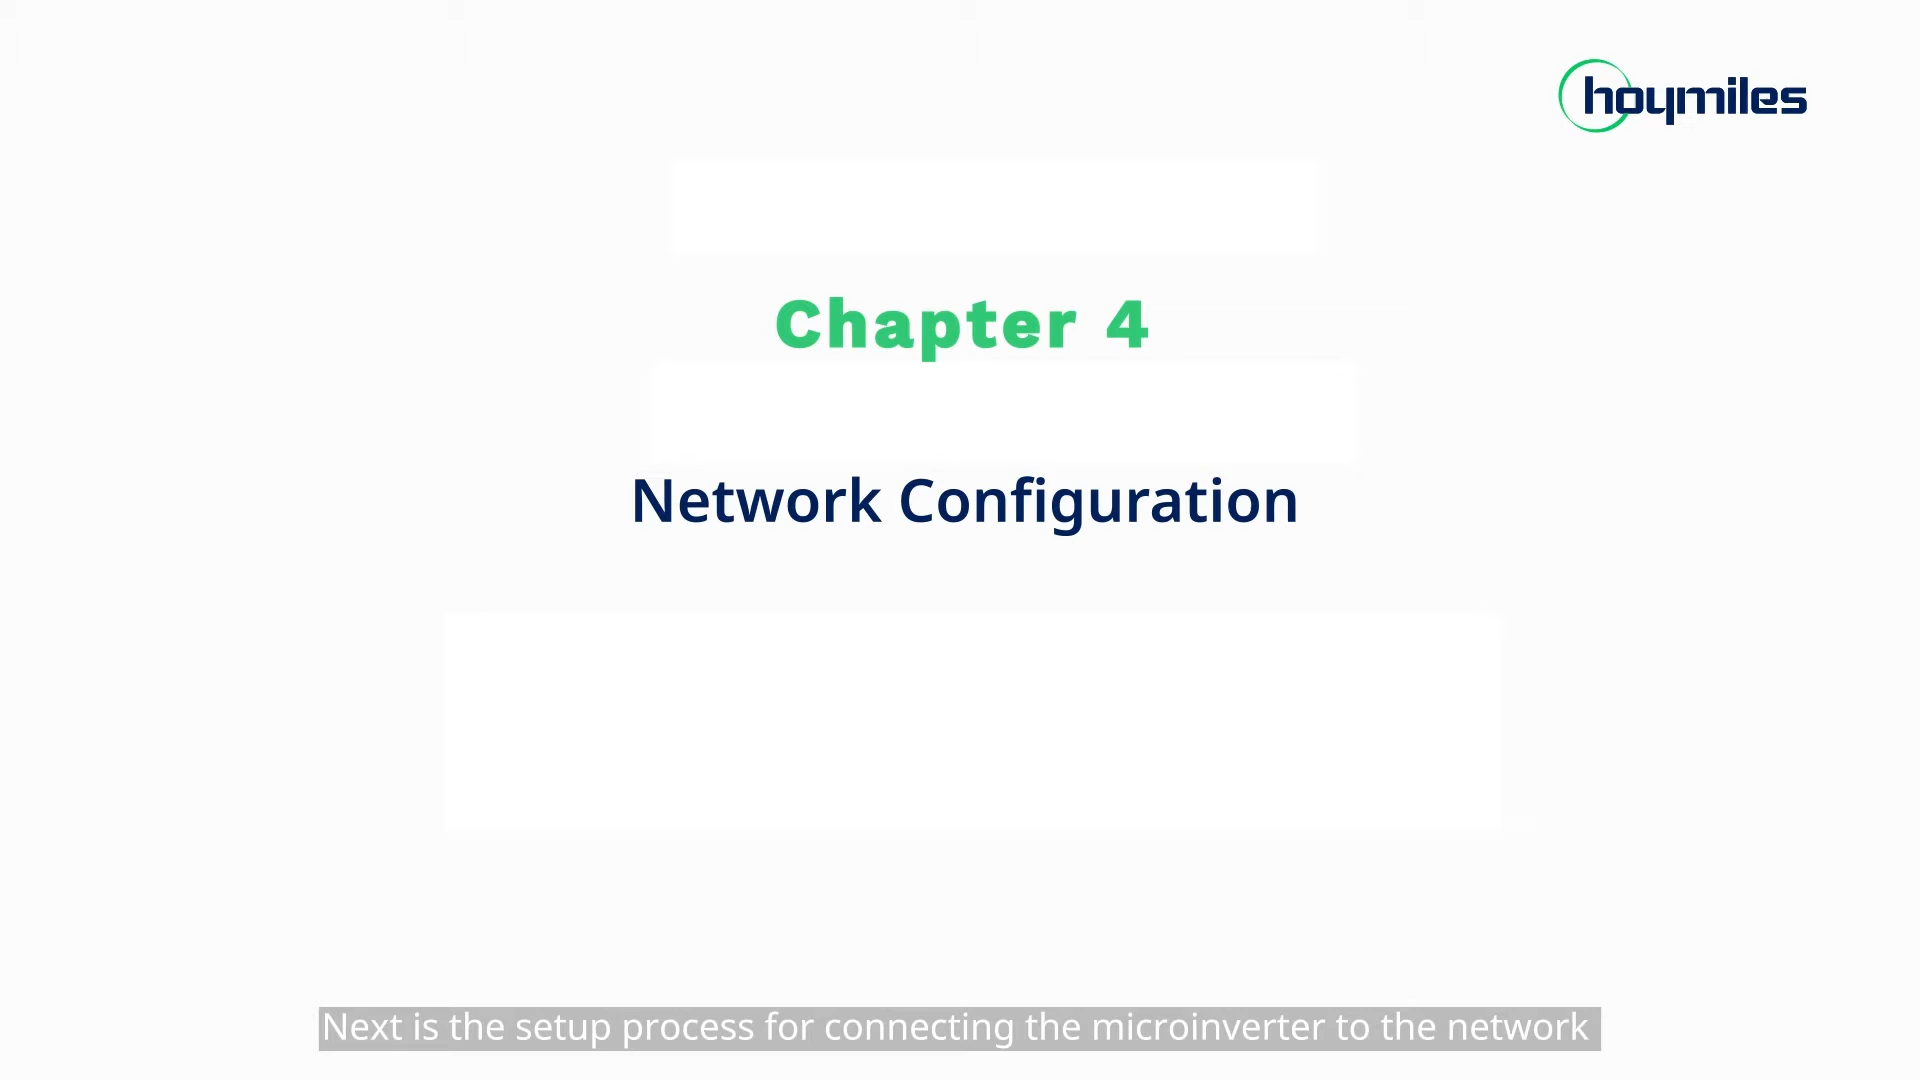 hoymiles
Chapter 4
Network Configuration
Next is the setup process for connecting the microinverter to the network